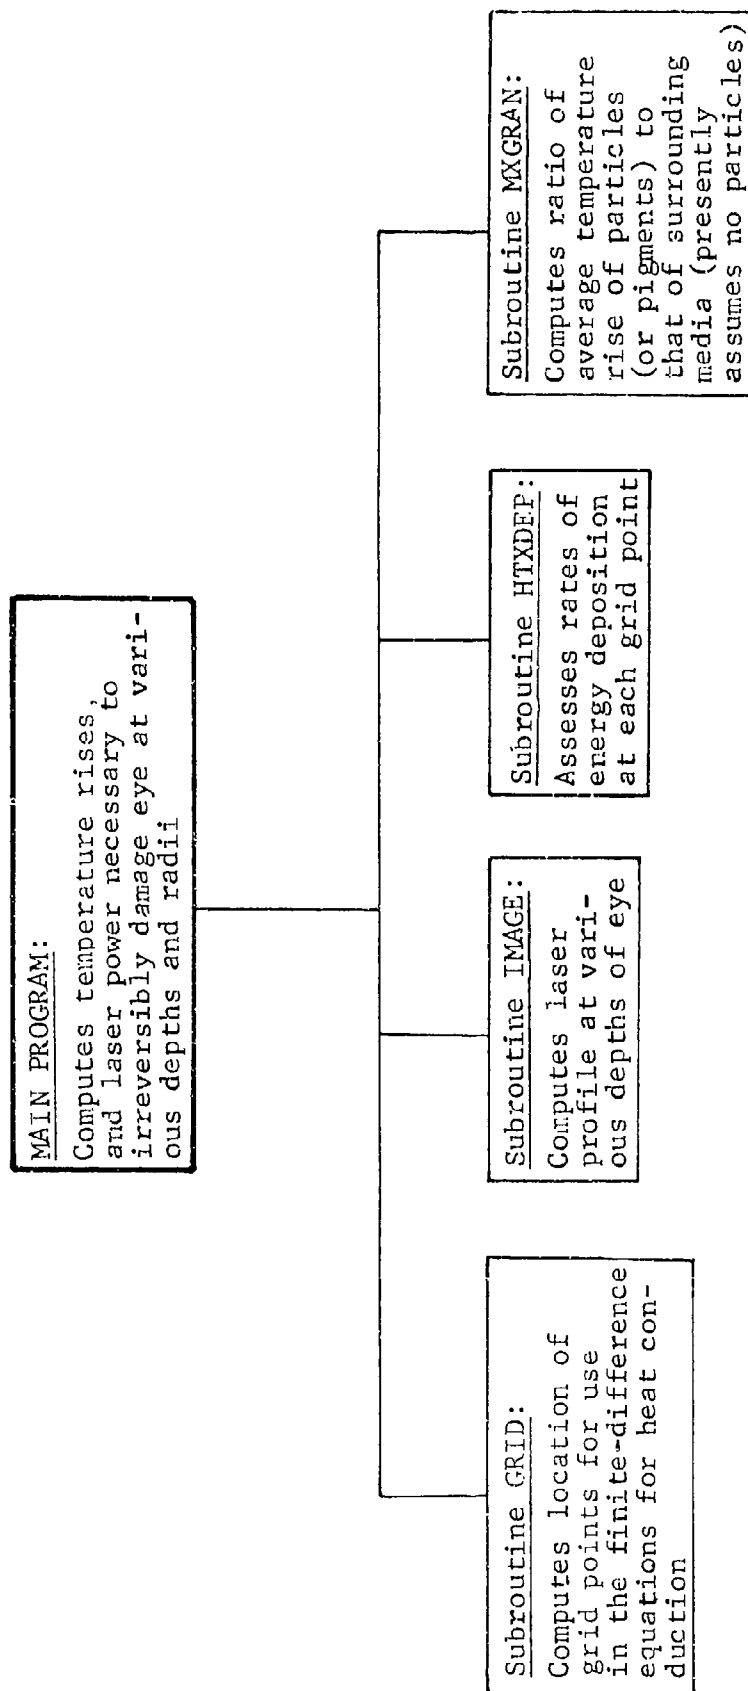 MAIN PROGRAM:
Computes temperature rises,
and laser power necessary to
irreversibly damage eye at vari-
ous depths and radii
Subroutine GRID:
Computes location of
grid points for use
in the finite-difference
equations for heat con-
duction
Subroutine IMAGE:
Computes laser
profile at vari-
ous depths of eye
Subroutine HTXDEP:
Assesses rates of
energy deposition
at each grid point
Subroutine MXGRAN:
Computes ratio of
average temperature
rise of particles
(or pigments) to
that of surrounding
media (presently
assumes no particles)